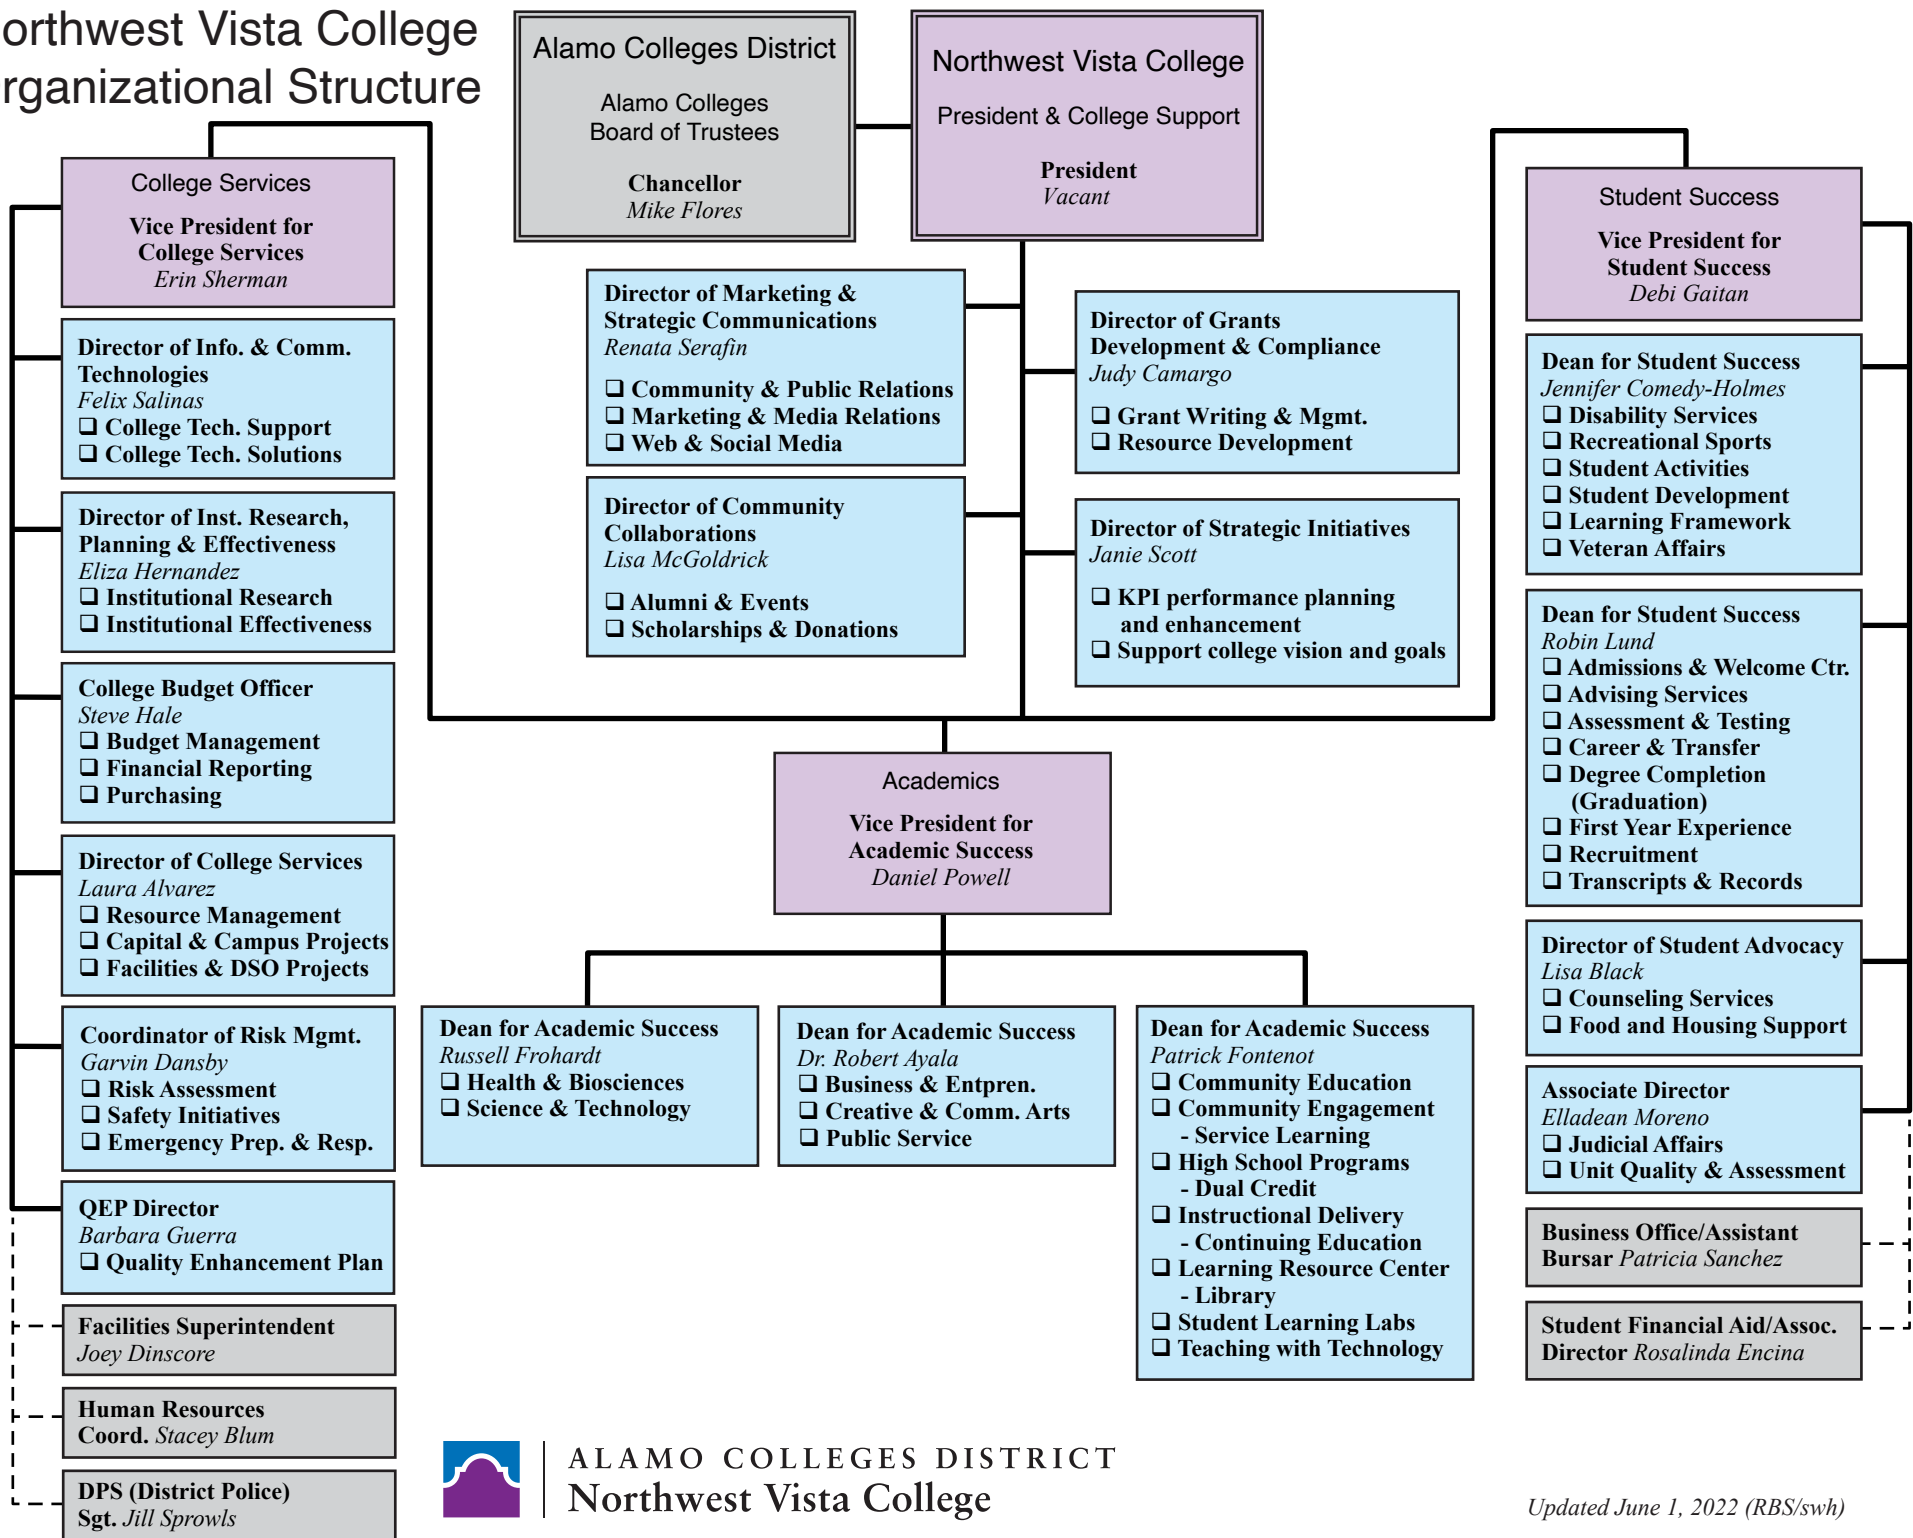 orthwest Vista College
rganizational Structure
Alamo Colleges District
Alamo Colleges
Board of Trustees
Chancellor
Mike Flores
Northwest Vista College
President & College Support
President
Vacant
College Services
Vice President for
College Services
Erin Sherman
Director of Info. & Comm.
Technologies
Felix Salinas
❑ College Tech. Support
❑ College Tech. Solutions
Director of Inst. Research,
Planning & Effectiveness
Eliza Hernandez
❑ Institutional Research
❑ Institutional Effectiveness
College Budget Officer
Steve Hale
❑ Budget Management
❑ Financial Reporting
❑ Purchasing
Director of College Services
Laura Alvarez
❑ Resource Management
❑ Capital & Campus Projects
❑ Facilities & DSO Projects
Coordinator of Risk Mgmt.
Garvin Dansby
❑ Risk Assessment
❑ Safety Initiatives
❑ Emergency Prep. & Resp.
QEP Director
Barbara Guerra
❑ Quality Enhancement Plan
Facilities Superintendent
Joey Dinscore
Human Resources
Coord. Stacey Blum
DPS (District Police)
Sgt. Jill Sprowls
Director of Marketing &
Strategic Communications
Renata Serafin
❑ Community & Public Relations
❑ Marketing & Media Relations
❑ Web & Social Media
Director of Grants
Development & Compliance
Judy Camargo
❑ Grant Writing & Mgmt.
❑ Resource Development
Director of Community
Collaborations
Lisa McGoldrick
❑ Alumni & Events
❑ Scholarships & Donations
Director of Strategic Initiatives
Janie Scott
❑ KPI performance planning
and enhancement
❑ Support college vision and goals
Academics
Vice President for
Academic Success
Daniel Powell
Dean for Academic Success
Russell Frohardt
❑ Health & Biosciences
❑ Science & Technology
Dean for Academic Success
Dr. Robert Ayala
❑ Business & Entpren.
❑ Creative & Comm. Arts
❑ Public Service
Dean for Academic Success
Patrick Fontenot
❑ Community Education
❑ Community Engagement
- Service Learning
❑ High School Programs
- Dual Credit
❑ Instructional Delivery
- Continuing Education
❑ Learning Resource Center
- Library
❑ Student Learning Labs
❑ Teaching with Technology
Student Success
Vice President for
Student Success
Debi Gaitan
Dean for Student Success
Jennifer Comedy-Holmes
❑ Disability Services
❑ Recreational Sports
❑ Student Activities
❑ Student Development
❑ Learning Framework
❑ Veteran Affairs
Dean for Student Success
Robin Lund
❑ Admissions & Welcome Ctr.
❑ Advising Services
❑ Assessment & Testing
❑ Career & Transfer
❑ Degree Completion
(Graduation)
❑ First Year Experience
❑ Recruitment
❑ Transcripts & Records
Director of Student Advocacy
Lisa Black
❑ Counseling Services
❑ Food and Housing Support
Associate Director
Elladean Moreno
❑ Judicial Affairs
❑ Unit Quality & Assessment
Business Office/Assistant
Bursar Patricia Sanchez
Student Financial Aid/Assoc.
Director Rosalinda Encina
ALAMO COLLEGES DISTRICT
Northwest Vista College
Updated June 1, 2022 (RBS/swh)